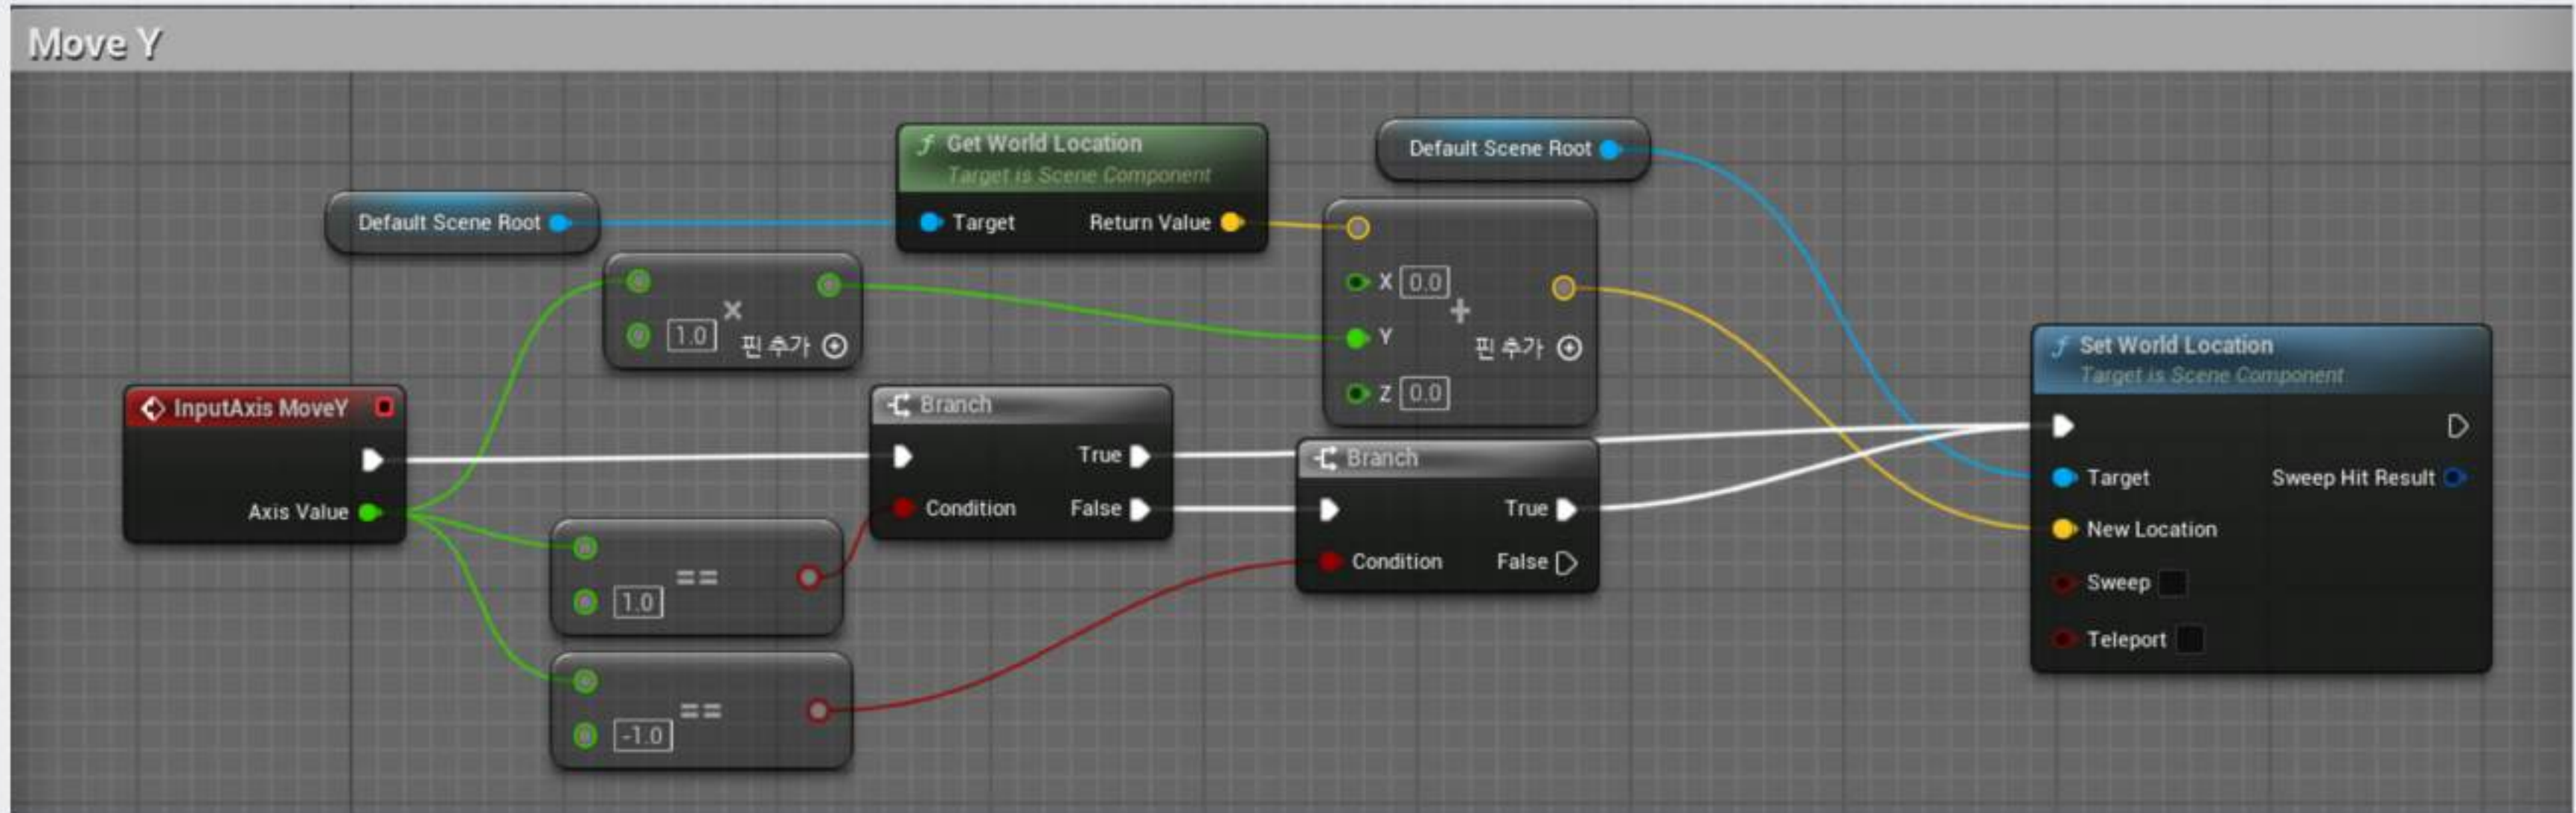 Move Y
Default Scene Root
Get World Location
Target is Scene Component
Target
Return Value
Default Scene Root
×
1.0
핀 추가
X 0.0
Y
Z 0.0
+
핀 추가
InputAxis MoveY
Axis Value
Branch
True
Condition
False
==
1.0
==
-1.0
Branch
True
Condition
False
Set World Location
Target is Scene Component
Target
Sweep Hit Result
New Location
Sweep
Teleport